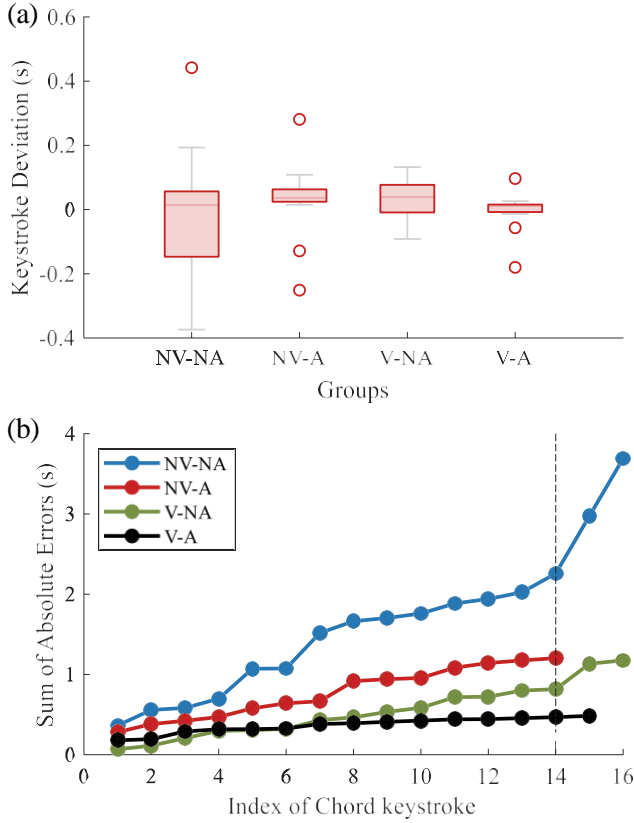 (a)
Keystroke Deviation (s)
0.6
0.4
0.2
0
-0.2
-0.4
NV-NA NV-A V-NA V-A
Groups
(b)
Sum of Absolute Errors (s)
4
3
2
1
0
NV-NA
NV-A
V-NA
V-A
0 2 4 6 8 10 12 14 16
Index of Chord keystroke